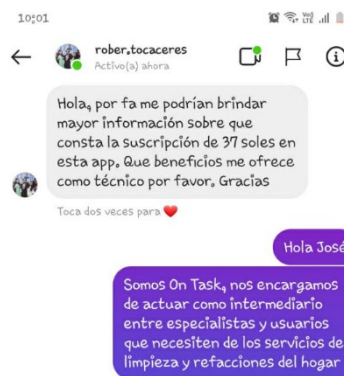 10:01
rober.tocaceres
Activo(a) ahora
Hola, por fa me podrían brindar
mayor información sobre que
consta la suscripción de 37 soles en
esta app. Que beneficios me ofrece
como técnico por favor. Gracias
Toca dos veces para ❤️
Hola José
Somos On Task, nos encargamos
de actuar como intermediario
entre especialistas y usuarios
que necesiten de los servicios de
limpieza y refacciones del hogar